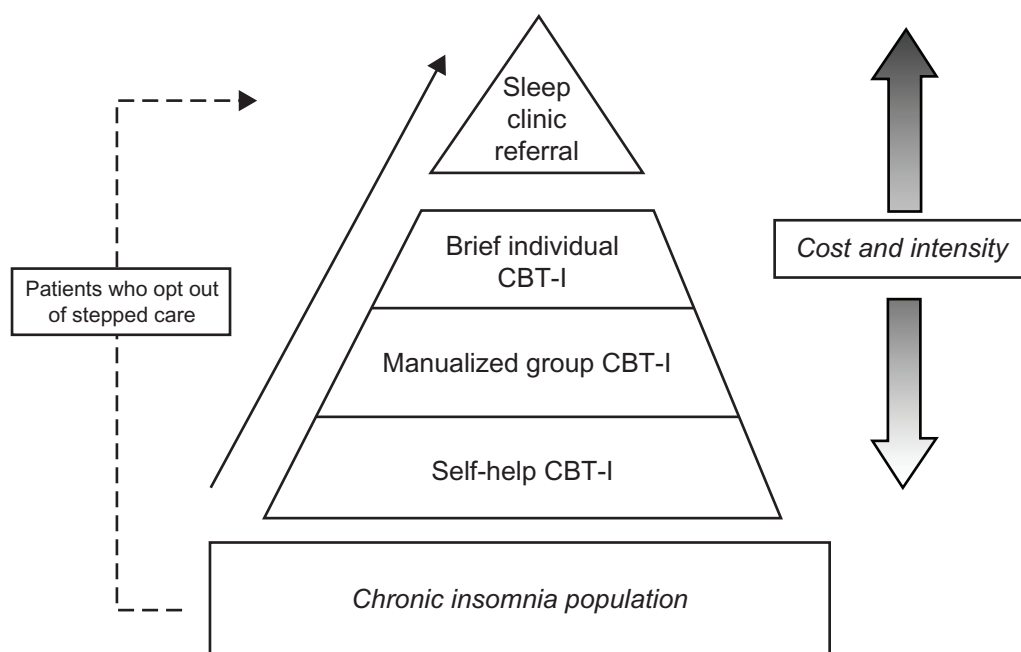 Sleep
clinic
referral
Brief individual
CBT-I
Cost and intensity
Patients who opt out
of stepped care
Manualized group CBT-I
Self-help CBT-I
Chronic insomnia population